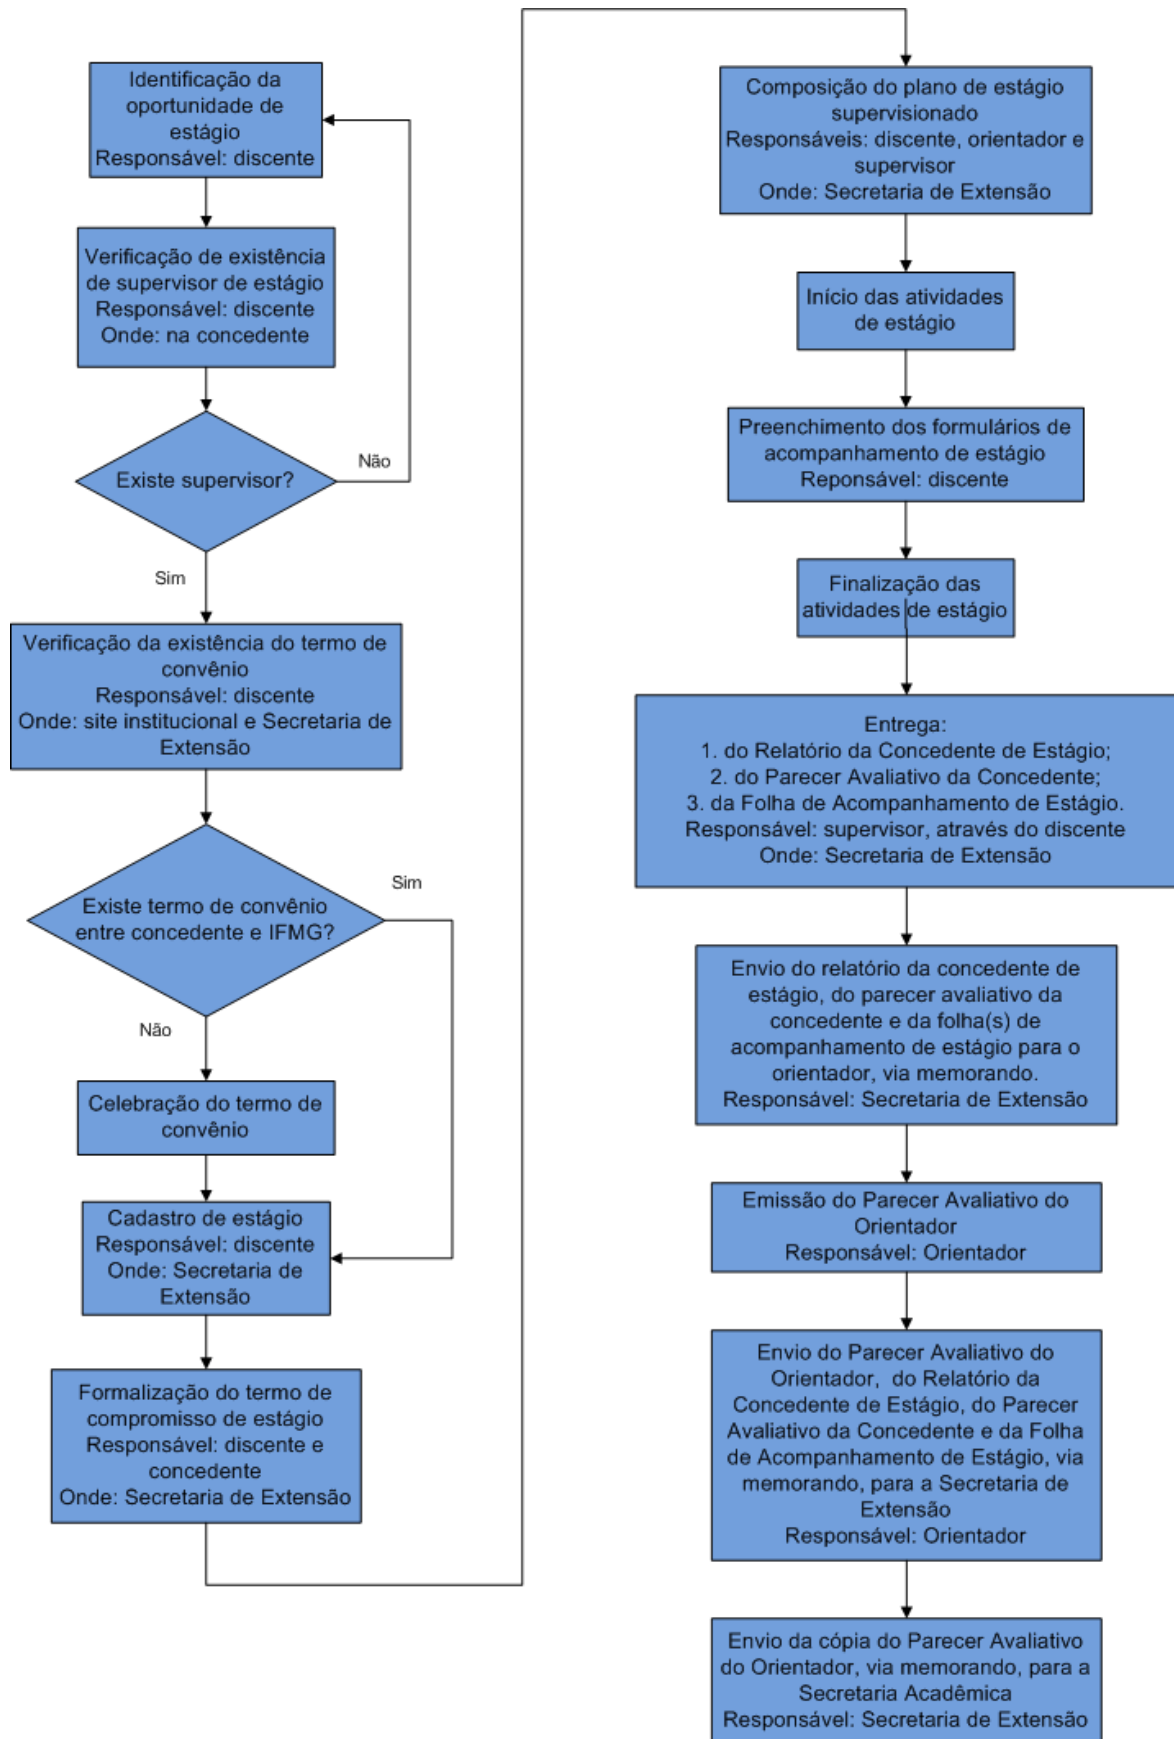 Identificação da
oportunidade de
estágio
Responsável: discente
Verificação de existência
de supervisor de estágio
Responsável: discente
Onde: na concedente
Existe supervisor?
Não
Sim
Verificação da existência do termo de
convênio
Responsável: discente
Onde: site institucional e Secretaria de
Extensão
Existe termo de convênio
entre concedente e IFMG?
Sim
Não
Celebração do termo de
convênio
Cadastro de estágio
Responsável: discente
Onde: Secretaria de
Extensão
Formalização do termo de
compromisso de estágio
Responsável: discente e
concedente
Onde: Secretaria de Extensão
Composição do plano de estágio
supervisionado
Responsáveis: discente, orientador e
supervisor
Onde: Secretaria de Extensão
Início das atividades
de estágio
Preenchimento dos formulários de
acompanhamento de estágio
Reponsável: discente
Finalização das
atividades de estágio
Entrega:
1. do Relatório da Concedente de Estágio;
2. do Parecer Avaliativo da Concedente;
3. da Folha de Acompanhamento de Estágio.
Responsável: supervisor, através do discente
Onde: Secretaria de Extensão
Envio do relatório da concedente de
estágio, do parecer avaliativo da
concedente e da folha(s) de
acompanhamento de estágio para o
orientador, via memorando.
Responsável: Secretaria de Extensão
Emissão do Parecer Avaliativo do
Orientador
Responsável: Orientador
Envio do Parecer Avaliativo do
Orientador, do Relatório da
Concedente de Estágio, do Parecer
Avaliativo da Concedente e da Folha
de Acompanhamento de Estágio, via
memorando, para a Secretaria de
Extensão
Responsável: Orientador
Envio da cópia do Parecer Avaliativo
do Orientador, via memorando, para a
Secretaria Acadêmica
Responsável: Secretaria de Extensão